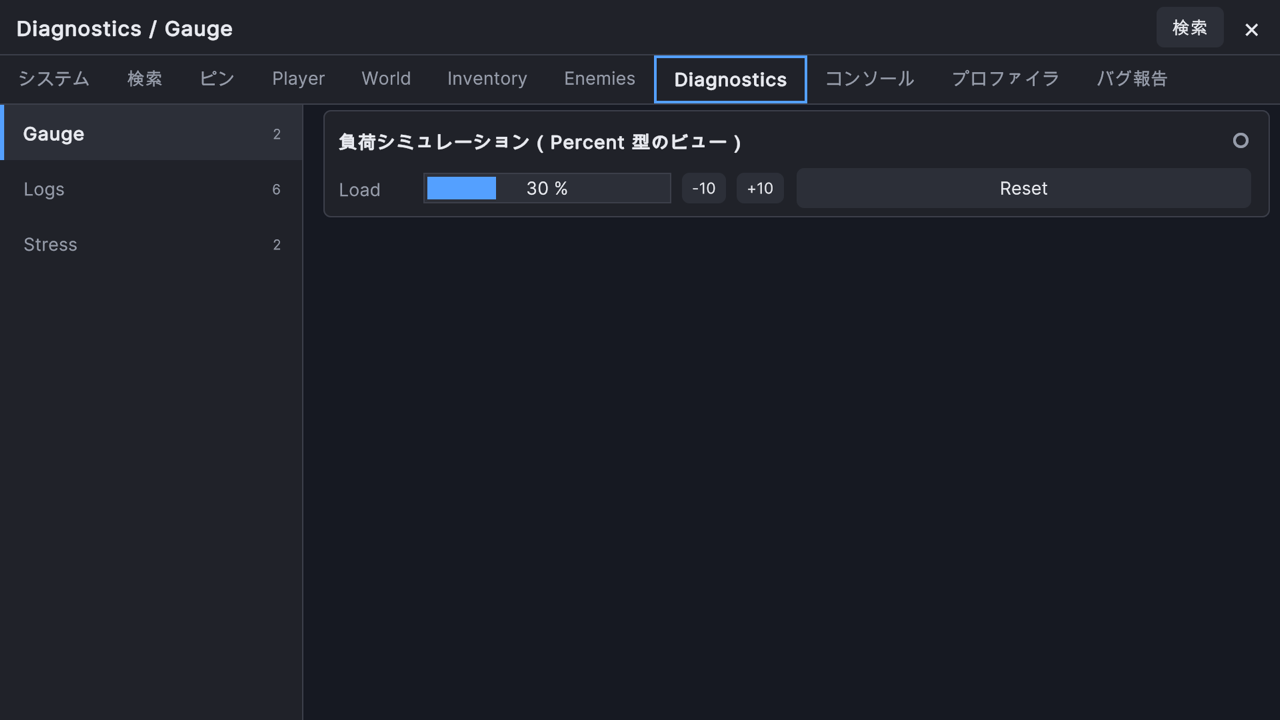 Diagnostics / Gauge
検索 ×
システム 検索 ピン Player World Inventory Enemies Diagnostics コンソール プロファイラ バグ報告
Gauge 2
Logs 6
Stress 2
負荷シミュレーション ( Percent 型のビュー )
Load 30 % -10 +10 Reset